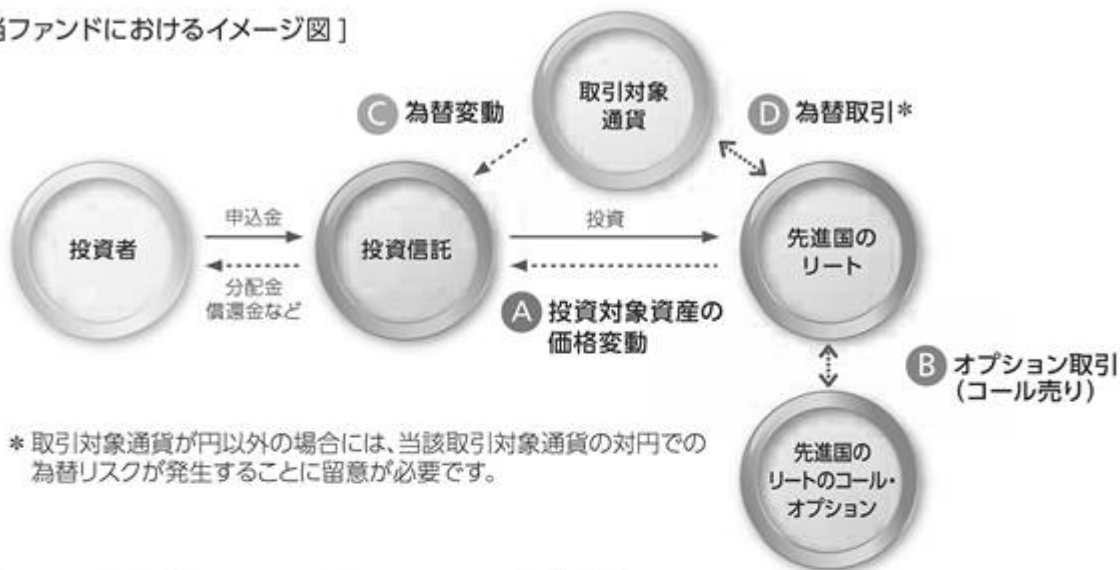 当ファンドにおけるイメージ図 ]
取引対象
通貨
C 為替変動
D 為替取引*
投資者
申込金
分配金
償還金など
投資信託
投資
先進国の
リート
A 投資対象資産の
価格変動
B オプション取引
(コール売り)
* 取引対象通貨が円以外の場合には、当該取引対象通貨の対円での
為替リスクが発生することに留意が必要です。
先進国の
リートのコール・
オプション